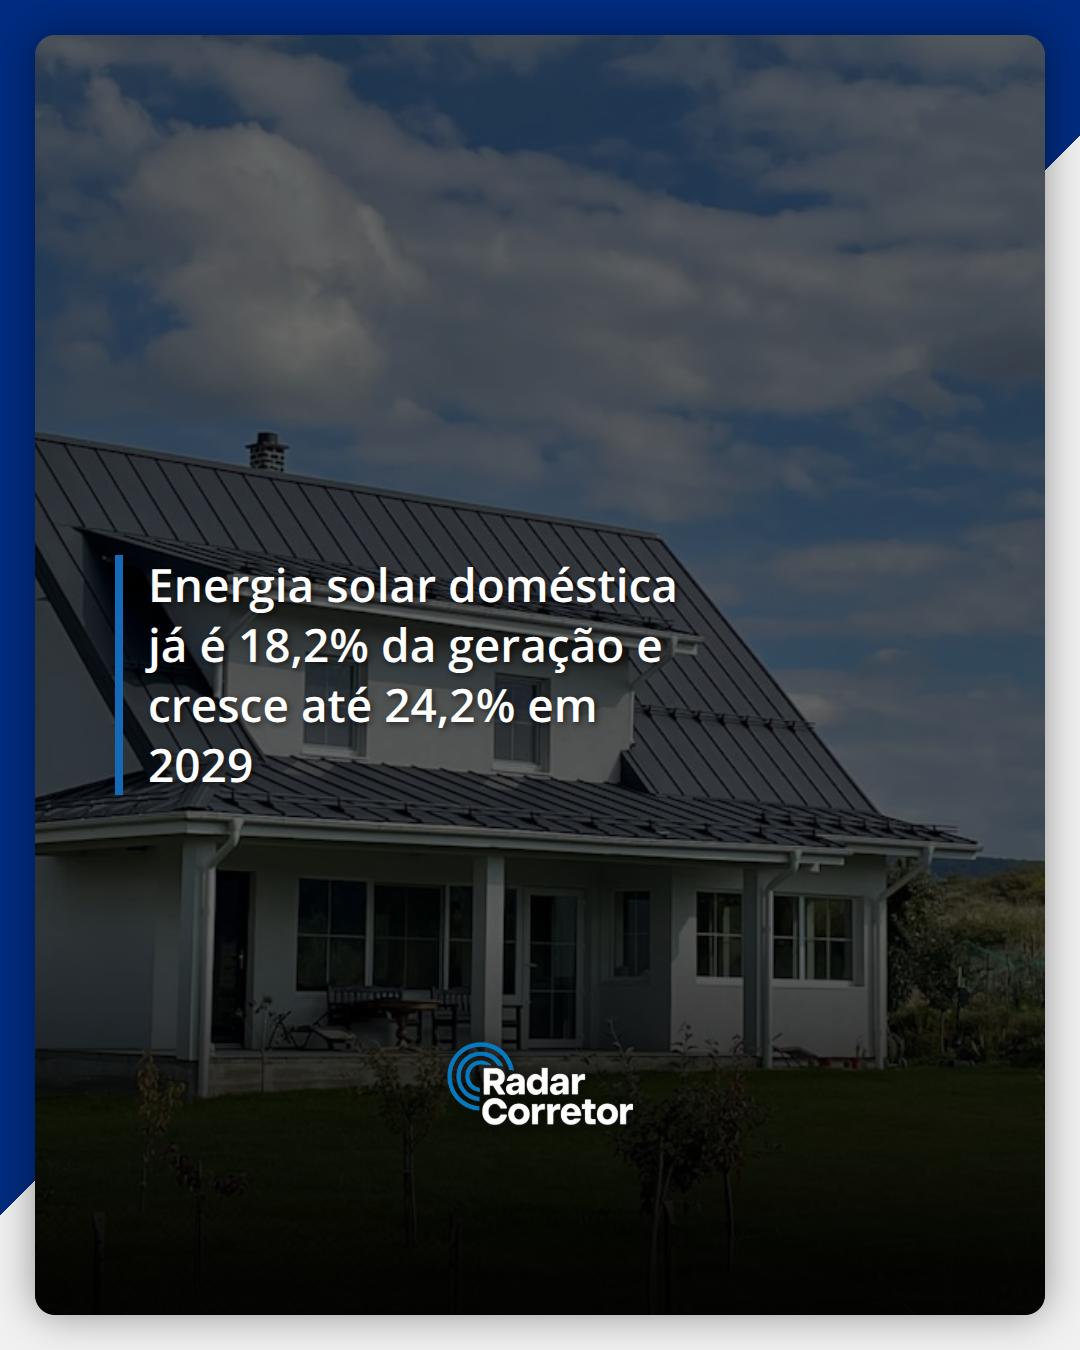 Energia solar doméstica
já é 18,2% da geração e
cresce até 24,2% em
2029
Radar
Corretor